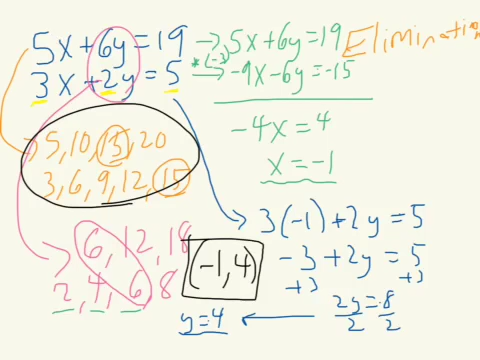 5x+6y=19 → 5x+6y=19 Elimination
3x+2y=5 *(-3)→ -9x-6y=-15
-4x=4
x=-1
5,10,15,20
3,6,9,12,15
6,12,18
2,4,6,8
3(-1)+2y=5
-3+2y=5
+3 +3
2y=8
2 2
y=4
(-1,4)